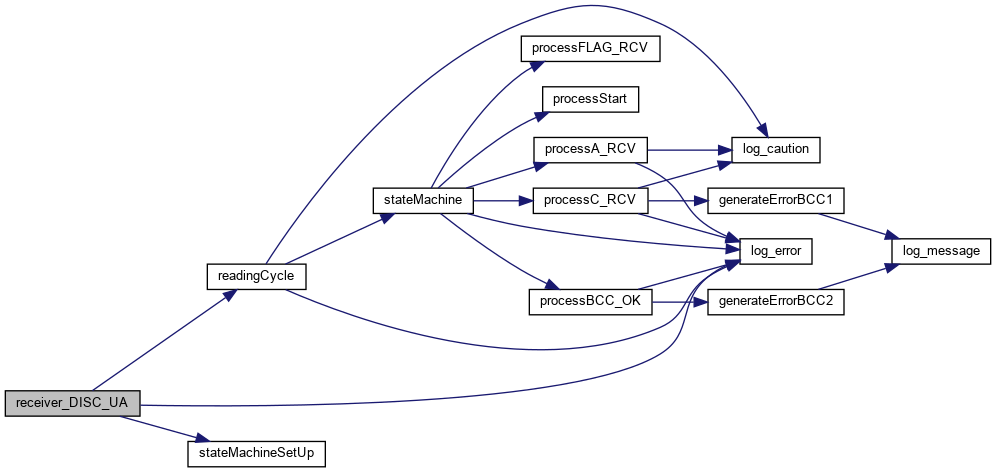 processFLAG_RCV
processStart
processA_RCV
log_caution
stateMachine
processC_RCV
generateErrorBCC1
log_error
log_message
readingCycle
processBCC_OK
generateErrorBCC2
receiver_DISC_UA
stateMachineSetUp